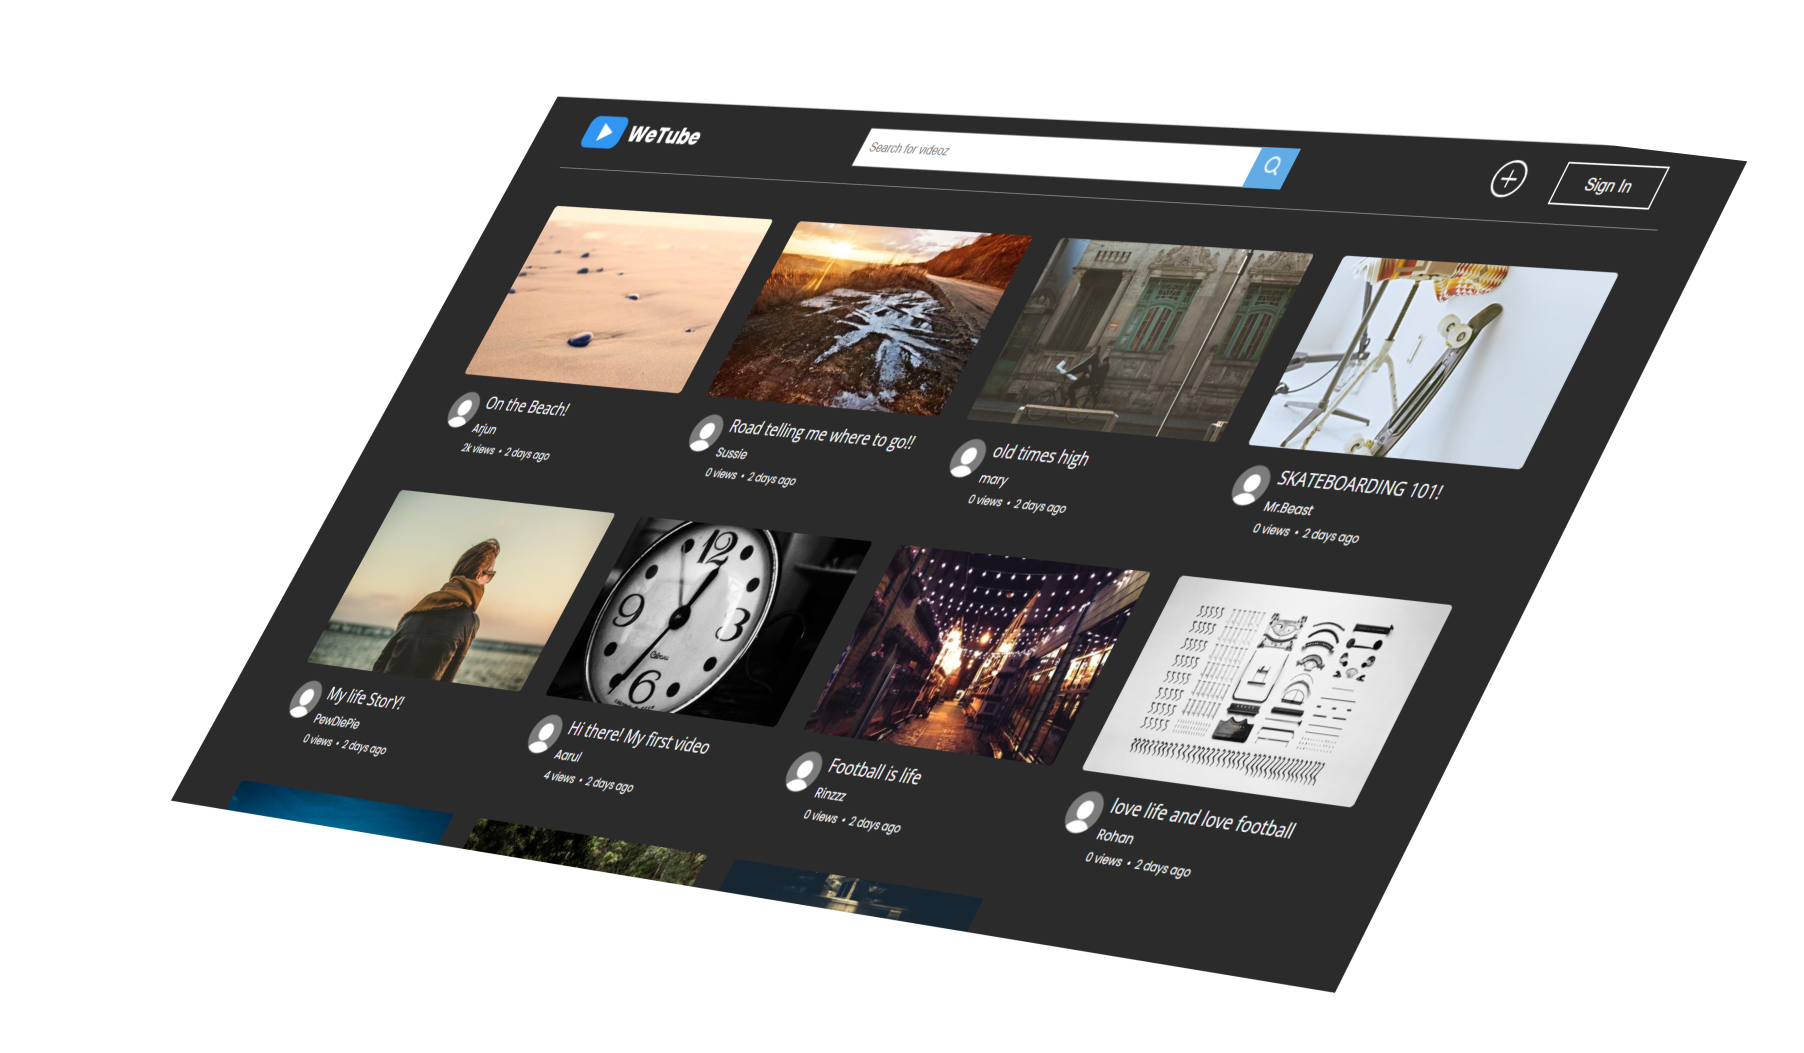 WeTube
Search for videoz
Sign In
On the Beach!
Arjun
2k views • 2 days ago
Road telling me where to go!!
Sussie
0 views • 2 days ago
old times high
mary
0 views • 2 days ago
SKATEBOARDING 101!
Mr.Beast
0 views • 2 days ago
12
9
3
6
My life StorY!
PewDiePie
0 views • 2 days ago
Hi there! My first video
Aarul
4 views • 2 days ago
Football is life
Rinzzz
0 views • 2 days ago
love life and love football
Rohan
0 views • 2 days ago